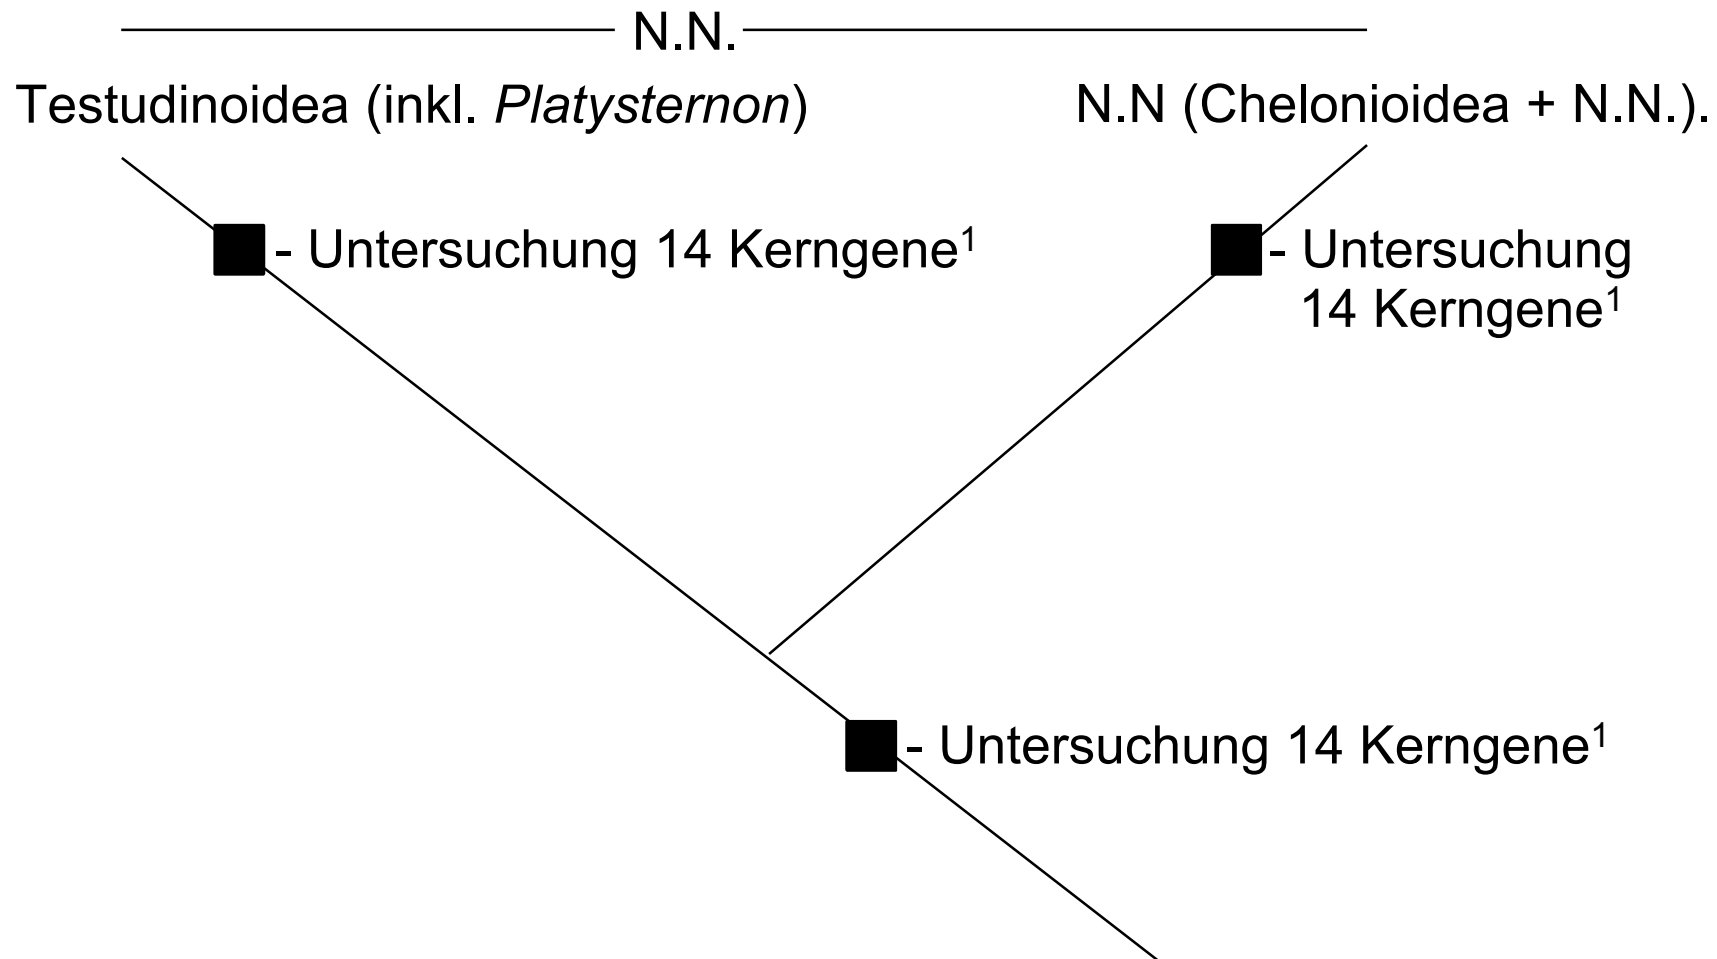 N.N.
Testudinoidea (inkl. Platysternon)
N.N (Chelonioidea + N.N.).
- Untersuchung 14 Kerngene¹
- Untersuchung
14 Kerngene¹
- Untersuchung 14 Kerngene¹